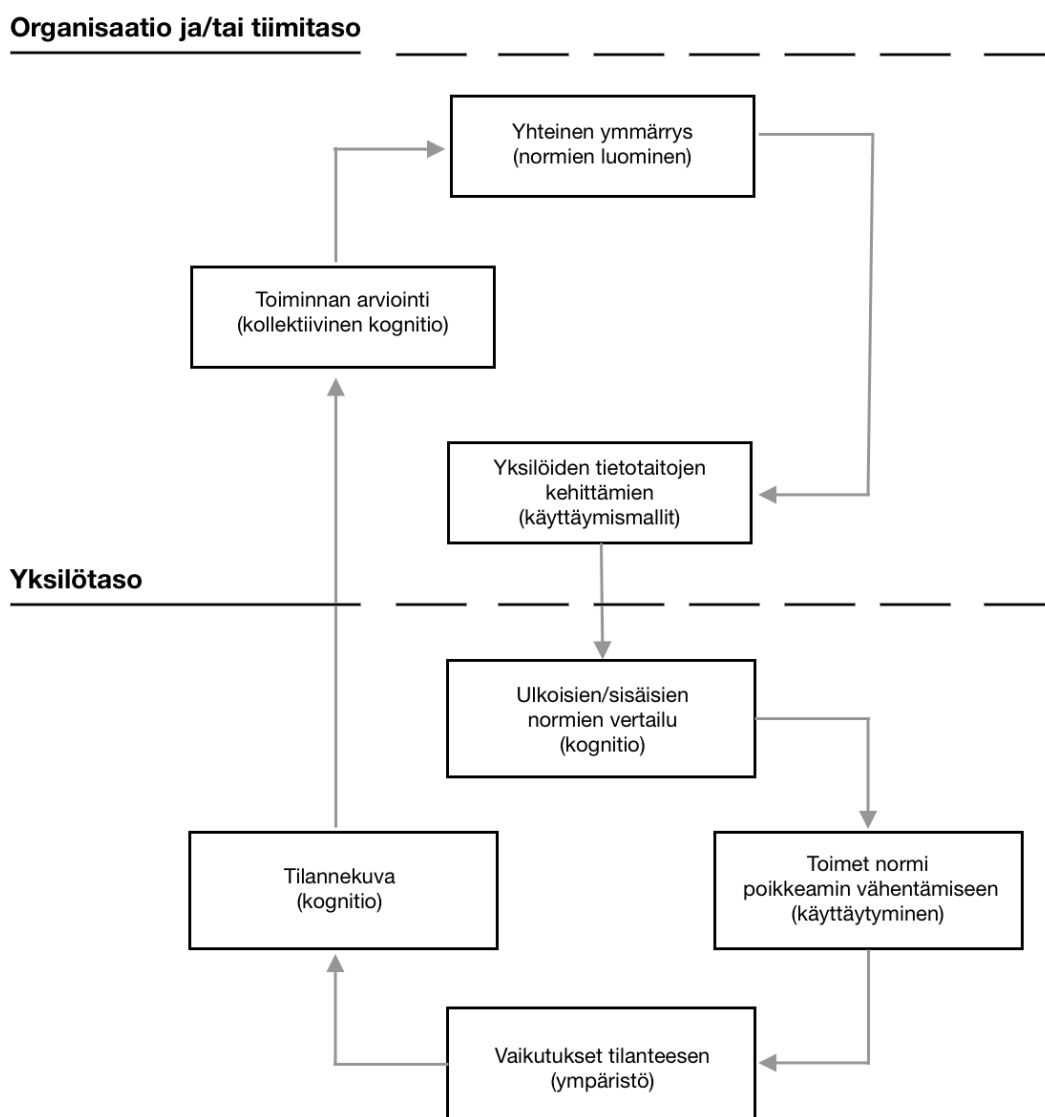 Organisaatio ja/tai tiimitaso
Yhteinen ymmärrys
(normien luominen)
Toiminnan arviointi
(kollektiivinen kognitio)
Yksilöiden tietotaitojen
kehittämien
(käyttäymismallit)
Yksilötaso
Ulkoisien/sisäisien
normien vertailu
(kognitio)
Tilannekuva
(kognitio)
Toimet normi
poikkeamin vähentämiseen
(käyttäytyminen)
Vaikutukset tilanteesen
(ympäristö)